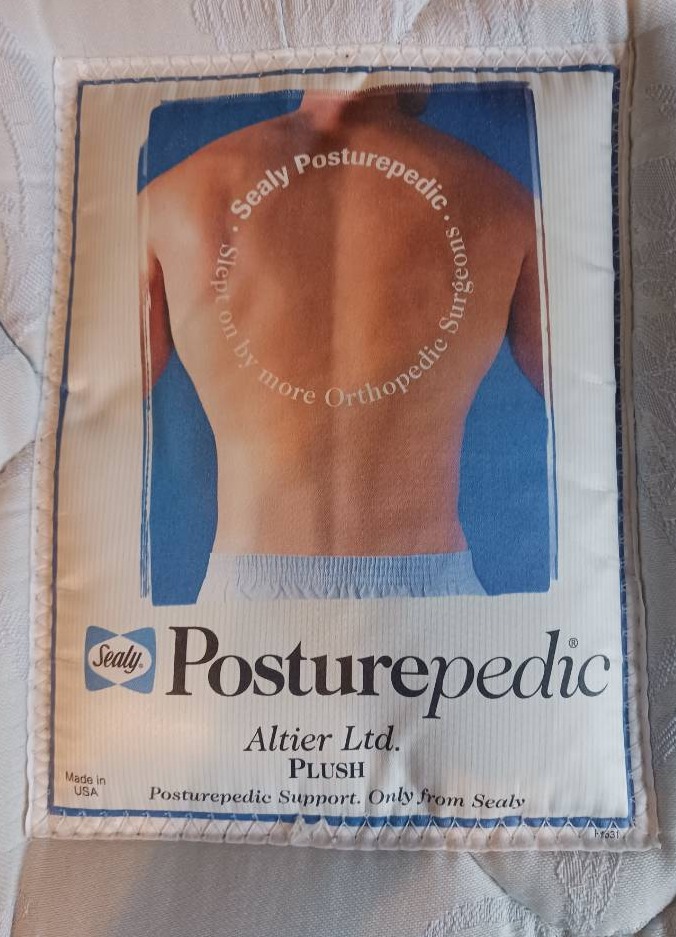 • Sealy Posturepedic •
Slept on by more Orthopedic Surgeons
Sealy®
Posturepedic®
Altier Ltd.
PLUSH
Made in
USA
Posturepedic Support. Only from Sealy